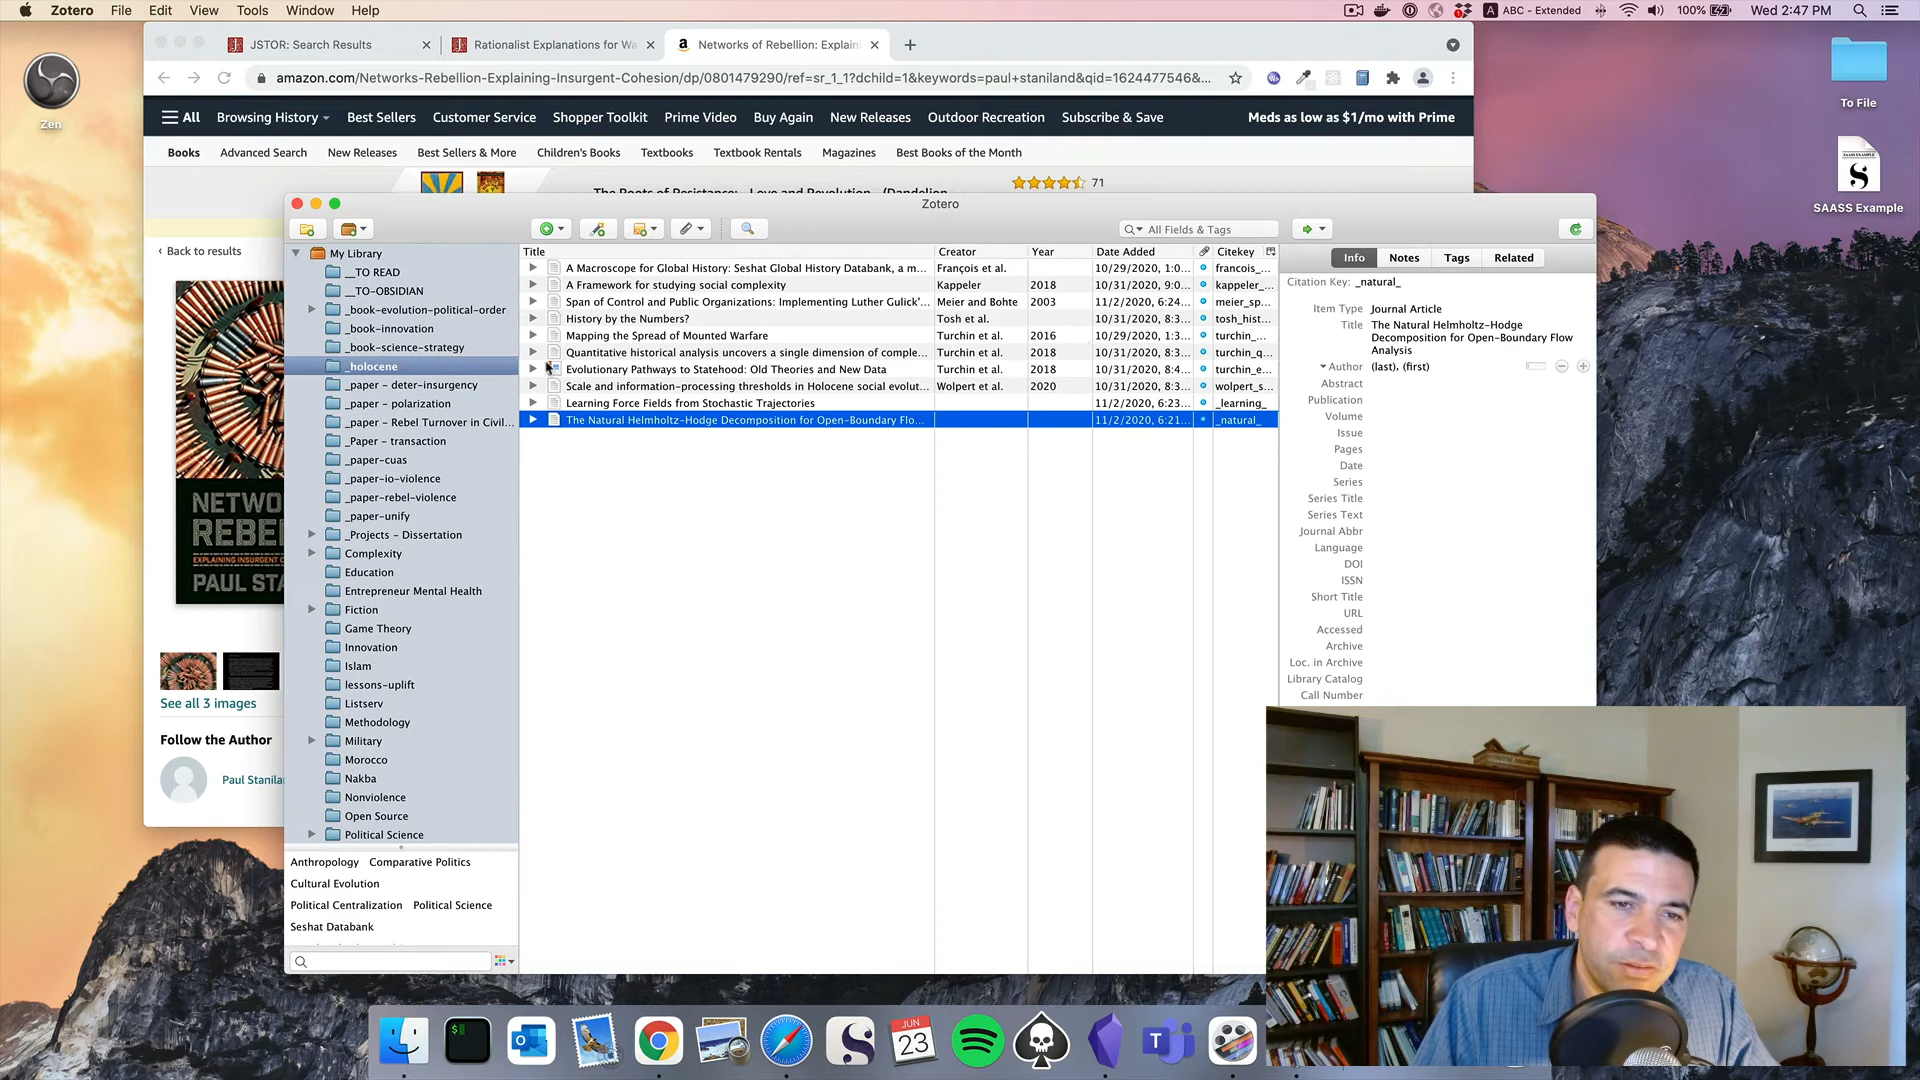 Zotero File Edit View Tools Window Help
A ABC - Extended 100% Wed 2:47 PM
JSTOR: Search Results
Rationalist Explanations for Wa
Networks of Rebellion: Explain
amazon.com/Networks-Rebellion-Explaining-Insurgent-Cohesion/dp/0801479290/ref=sr_1_1?dchild=1&keywords=paul+staniland&qid=1624477546&...
All Browsing History Best Sellers Customer Service Shopper Toolkit Prime Video Buy Again New Releases Outdoor Recreation Subscribe & Save Meds as low as $1/mo with Prime
Books Advanced Search New Releases Best Sellers & More Children's Books Textbooks Textbook Rentals Magazines Best Books of the Month
The Roots of Resistance: Love and Revolution (Dandelion
71
Zen
To File
SAASS EXAMPLE
SAASS Example
‹ Back to results
NETWO
REBE
EXPLAINING INSURGENT C
PAUL STA
See all 3 images
Follow the Author
Paul Stanila
Zotero
All Fields & Tags
My Library
__TO READ
__TO-OBSIDIAN
_book-evolution-political-order
_book-innovation
_book-science-strategy
_holocene
_paper - deter-insurgency
_paper - polarization
_paper - Rebel Turnover in Civil...
_Paper - transaction
_paper-cuas
_paper-io-violence
_paper-rebel-violence
_paper-unify
_Projects - Dissertation
Complexity
Education
Entrepreneur Mental Health
Fiction
Game Theory
Innovation
Islam
lessons-uplift
Listserv
Methodology
Military
Morocco
Nakba
Nonviolence
Open Source
Political Science
Anthropology Comparative Politics
Cultural Evolution
Political Centralization Political Science
Seshat Databank
Title Creator Year Date Added Citekey
A Macroscope for Global History: Seshat Global History Databank, a m... François et al. 10/29/2020, 1:0... francois_...
A Framework for studying social complexity Kappeler 2018 10/31/2020, 9:0... kappeler_...
Span of Control and Public Organizations: Implementing Luther Gulick'... Meier and Bohte 2003 11/2/2020, 6:24... meier_sp...
History by the Numbers? Tosh et al. 10/31/2020, 8:3... tosh_hist...
Mapping the Spread of Mounted Warfare Turchin et al. 2016 10/29/2020, 1:3... turchin_...
Quantitative historical analysis uncovers a single dimension of comple... Turchin et al. 2018 10/31/2020, 8:3... turchin_q...
Evolutionary Pathways to Statehood: Old Theories and New Data Turchin et al. 2018 10/31/2020, 8:4... turchin_e...
Scale and information-processing thresholds in Holocene social evolut... Wolpert et al. 2020 10/31/2020, 8:3... wolpert_s...
Learning Force Fields from Stochastic Trajectories 11/2/2020, 6:23... _learning_
The Natural Helmholtz-Hodge Decomposition for Open-Boundary Flo... 11/2/2020, 6:21... _natural_
Info Notes Tags Related
Citation Key: _natural_
Item Type Journal Article
Title The Natural Helmholtz-Hodge
Decomposition for Open-Boundary Flow
Analysis
Author (last), (first)
Abstract
Publication
Volume
Issue
Pages
Date
Series
Series Title
Series Text
Journal Abbr
Language
DOI
ISSN
Short Title
URL
Accessed
Archive
Loc. in Archive
Library Catalog
Call Number
JUN
23